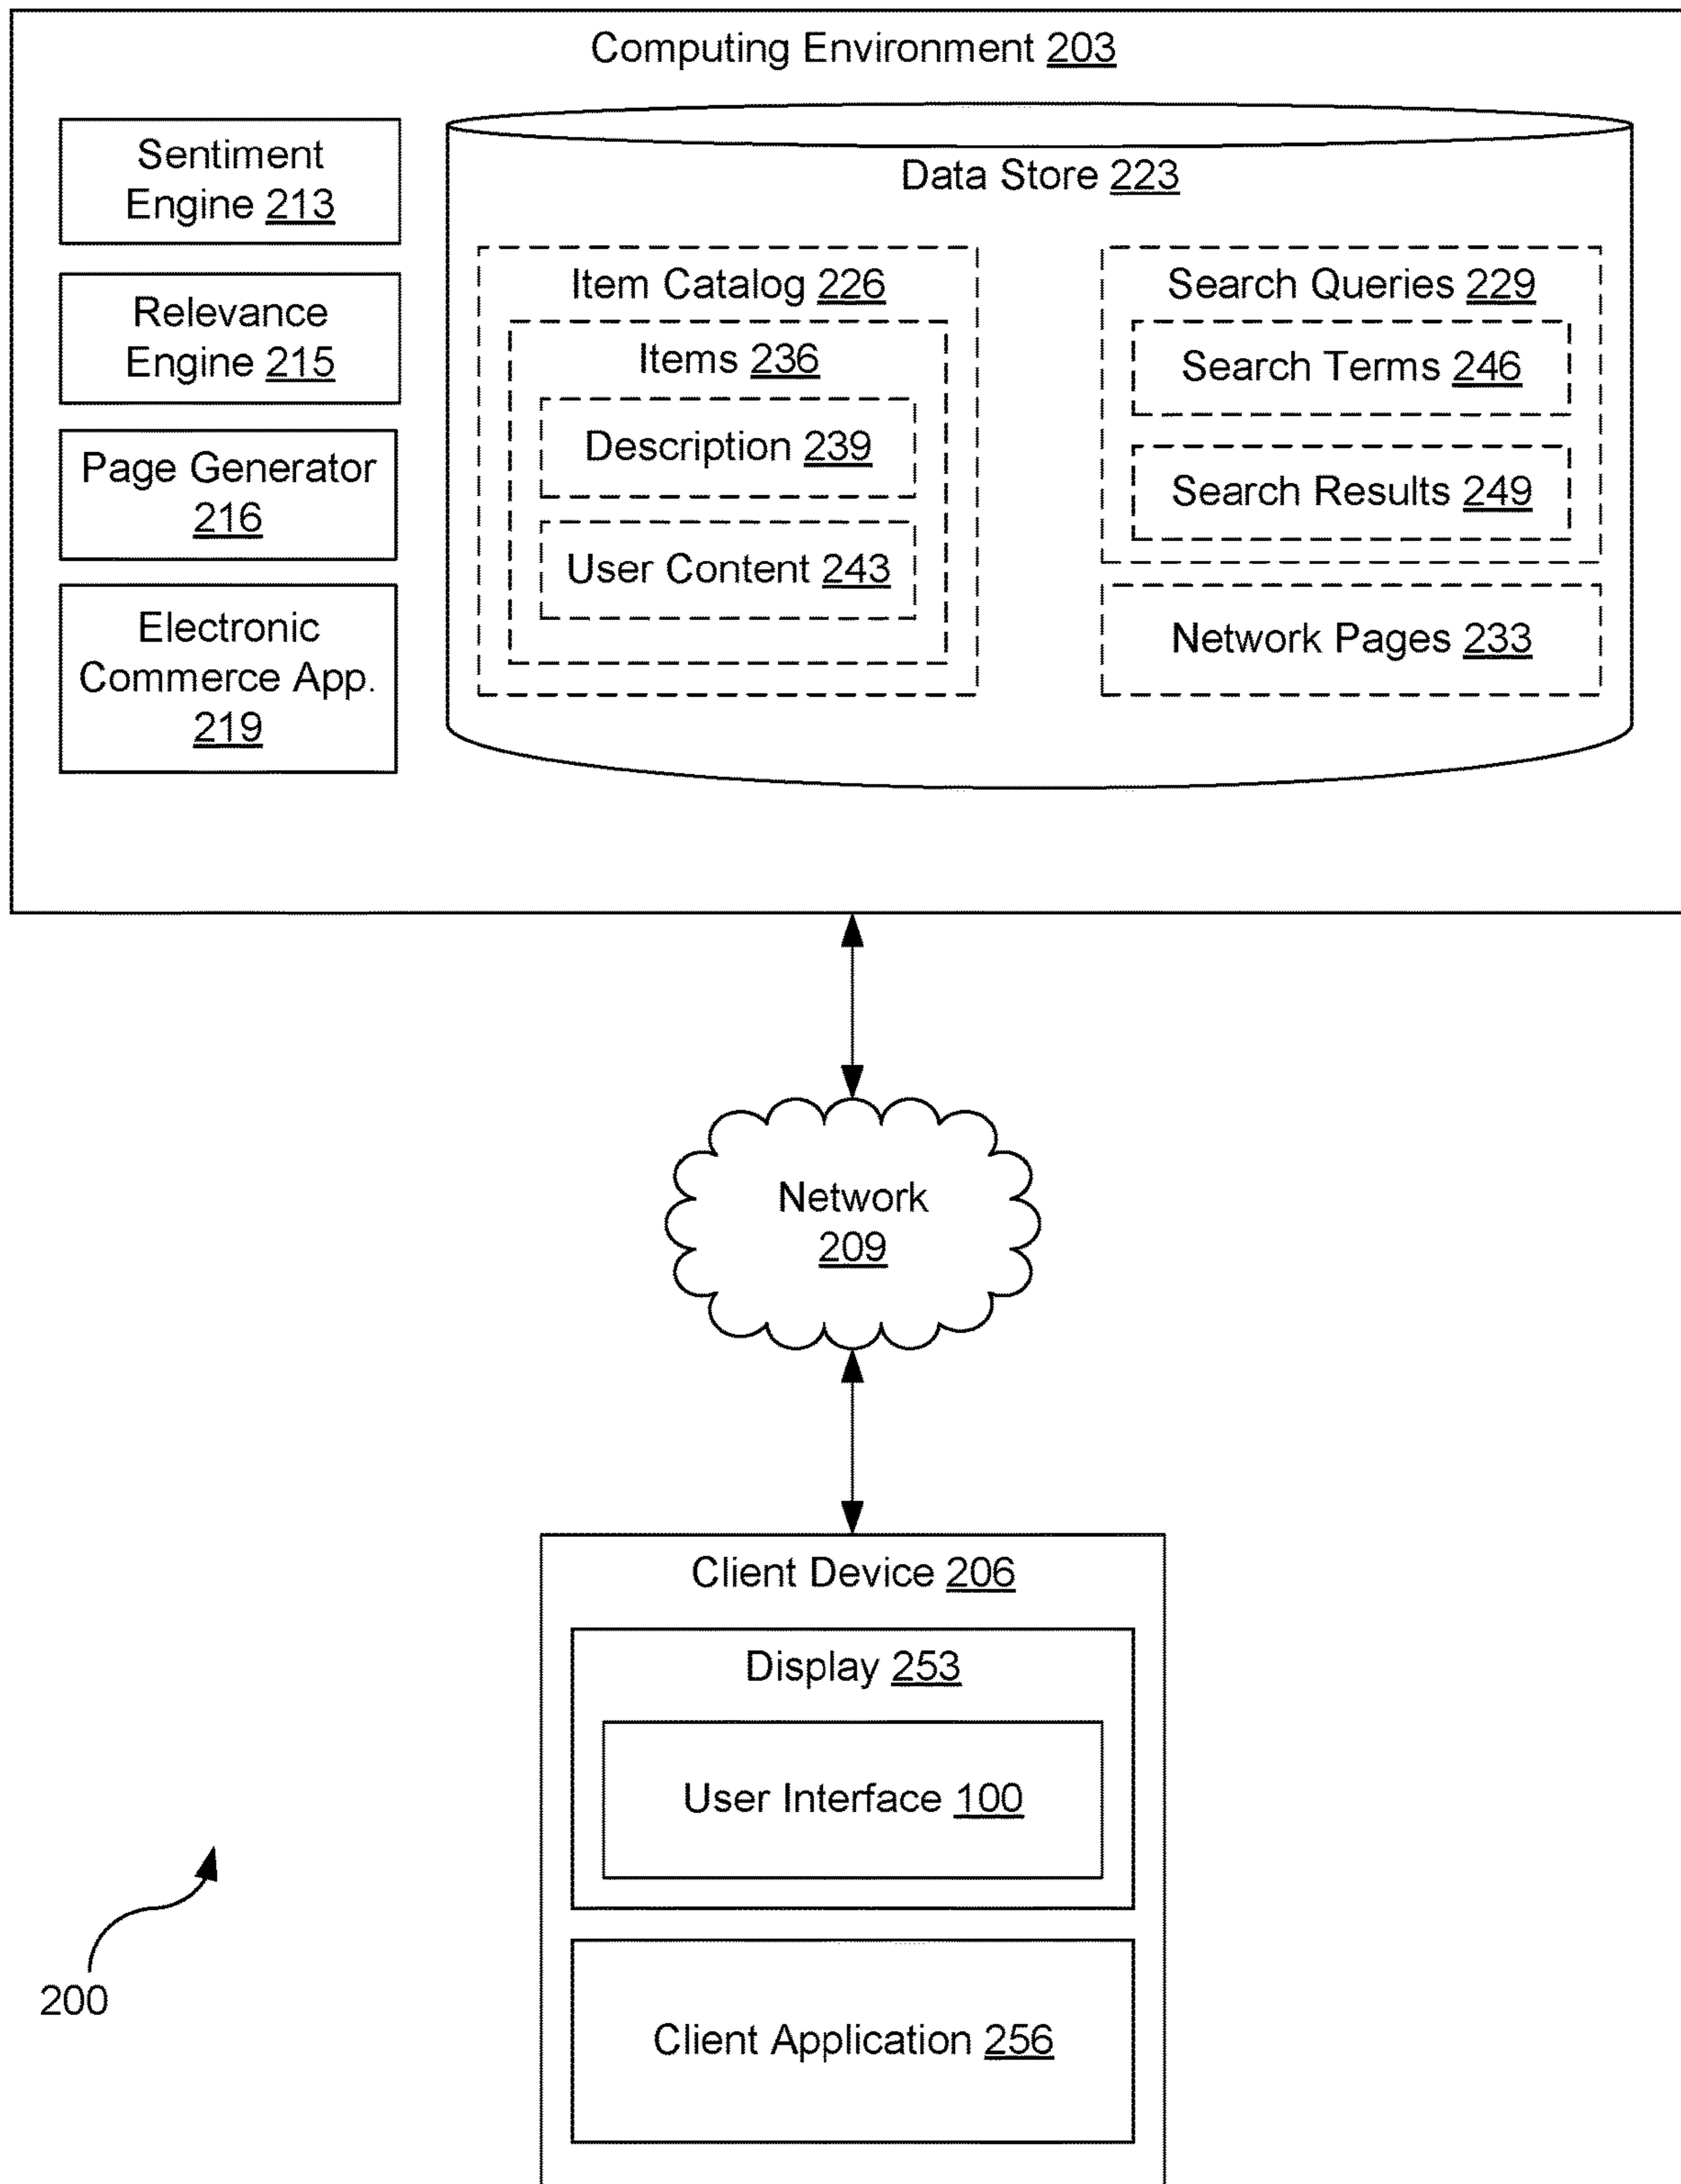 Computing Environment 203
Sentiment
Engine 213
Relevance
Engine 215
Page Generator
216
Electronic
Commerce App.
219
Data Store 223
Item Catalog 226
Items 236
Description 239
User Content 243
Search Queries 229
Search Terms 246
Search Results 249
Network Pages 233
Network
209
Client Device 206
Display 253
User Interface 100
Client Application 256
200